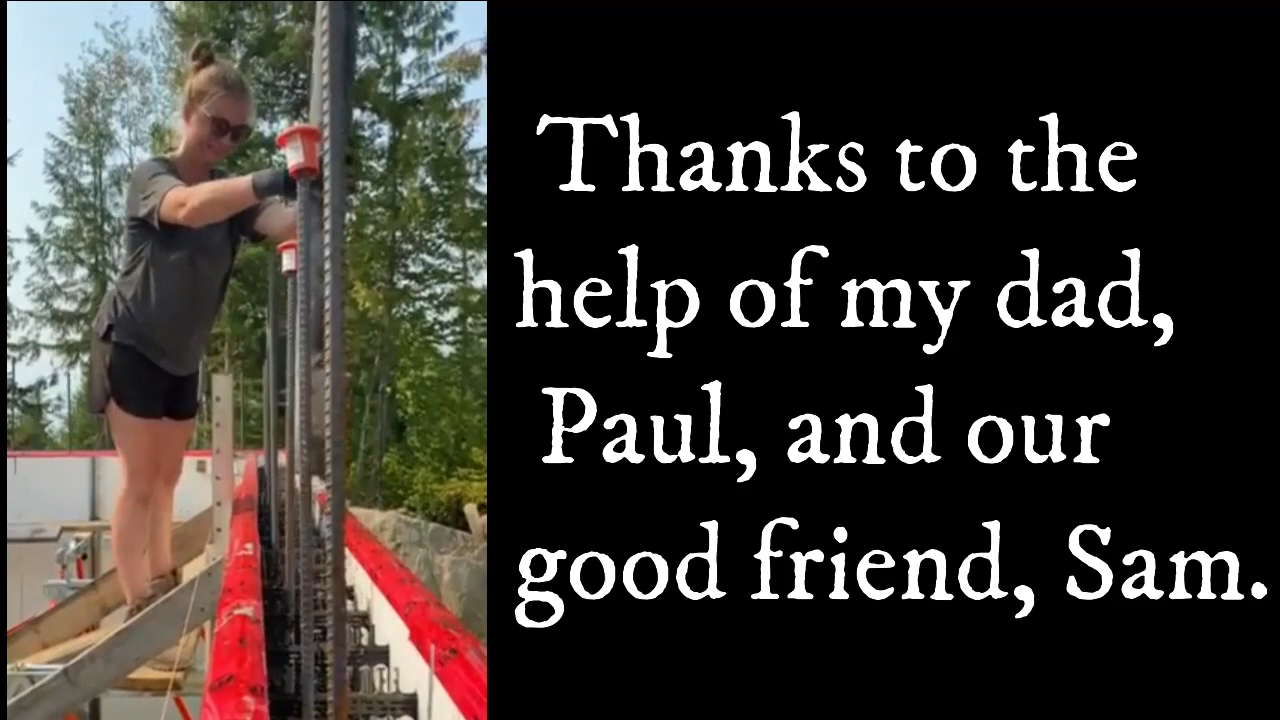 Thanks to the
help of my dad,
Paul, and our
good friend, Sam.